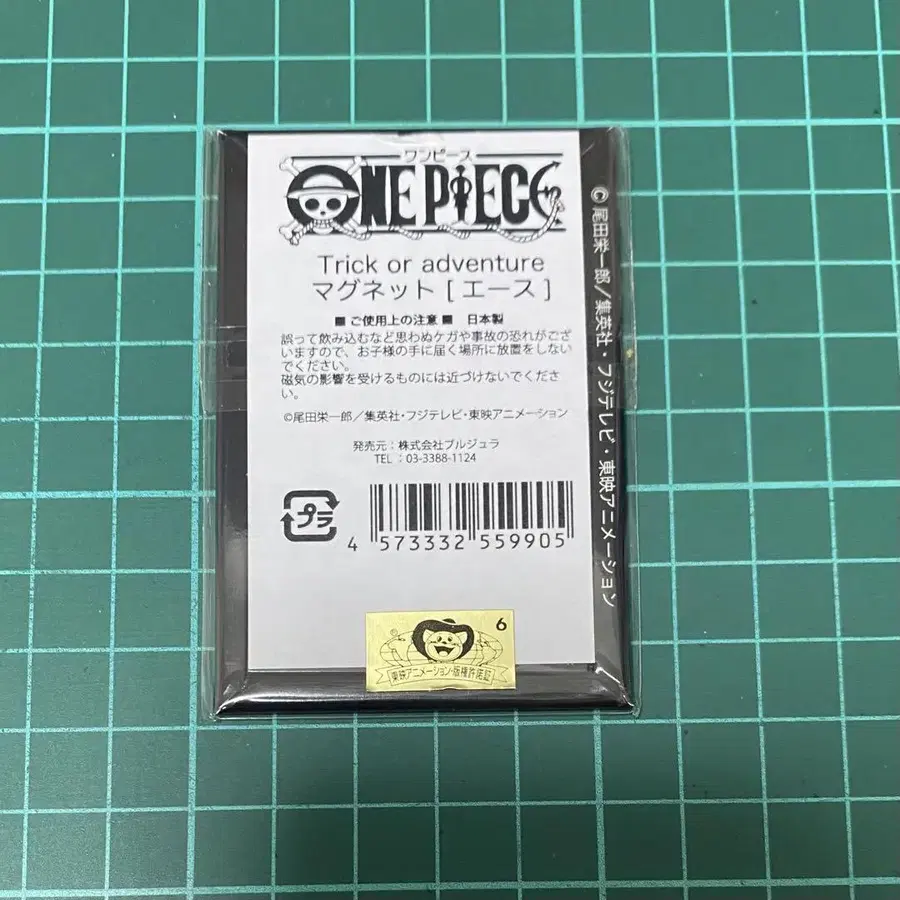 ワンピース
ONE PIECE
Trick or adventure
マグネット [エース]
■ ご使用上の注意 ■ 日本製
誤って飲み込むなど思わぬケガや事故の恐れがござ
いますので、お子様の手に届く場所に放置をしない
でください。
磁気の影響を受けるものには近づけないでくださ
い。
©尾田栄一郎/集英社・フジテレビ・東映アニメーション
発売元:株式会社ブルジュラ
TEL:03-3388-1124
プラ
4 573332 559905
6
東映アニメーション・版権許諾証
© 尾田栄一郎/集英社・フジテレビ・東映アニメーション